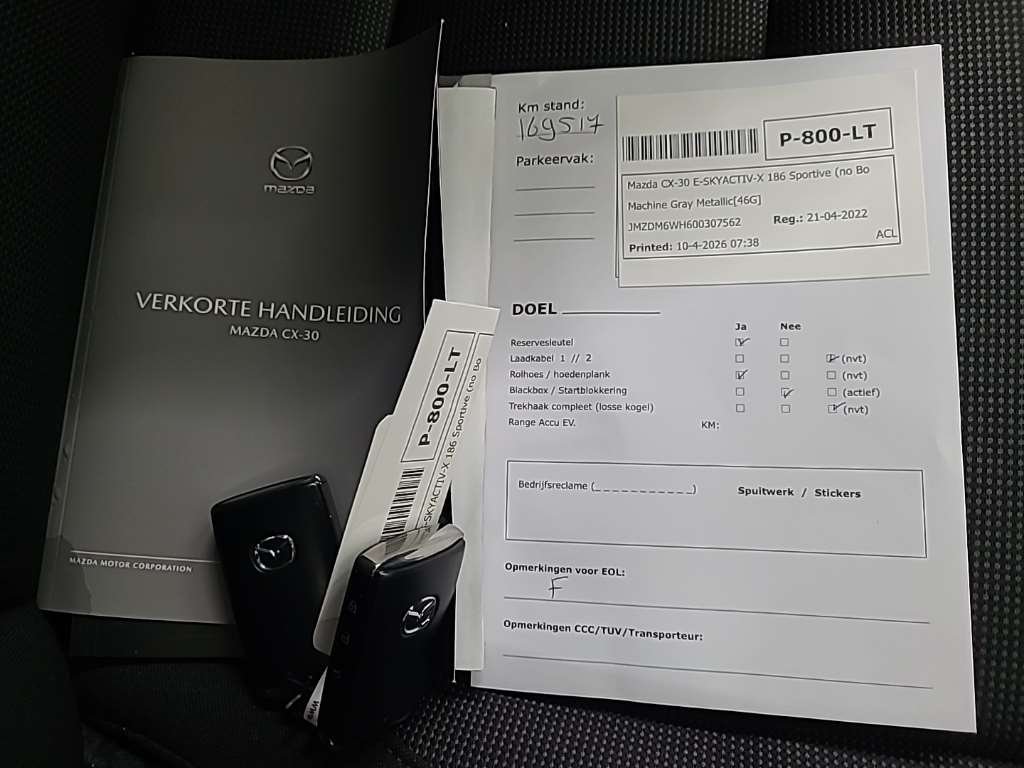 mazda
VERKORTE HANDLEIDING
MAZDA CX-30
MAZDA MOTOR CORPORATION
P-800-LT
E-SKYACTIV-X 186 Sportive (no Bo
Km stand:
169517
Parkeervak:
P-800-LT
Mazda CX-30 E-SKYACTIV-X 186 Sportive (no Bo
Machine Gray Metallic[46G]
JMZDM6WH600307562 Reg.: 21-04-2022
ACL
Printed: 10-4-2026 07:38
DOEL
Ja Nee
Reservesleutel
Laadkabel 1 // 2 (nvt)
Rolhoes / hoedenplank (nvt)
Blackbox / Startblokkering (actief)
Trekhaak compleet (losse kogel) (nvt)
Range Accu EV. KM:
Bedrijfsreclame (___________) Spuitwerk / Stickers
Opmerkingen voor EOL:
F
Opmerkingen CCC/TUV/Transporteur: